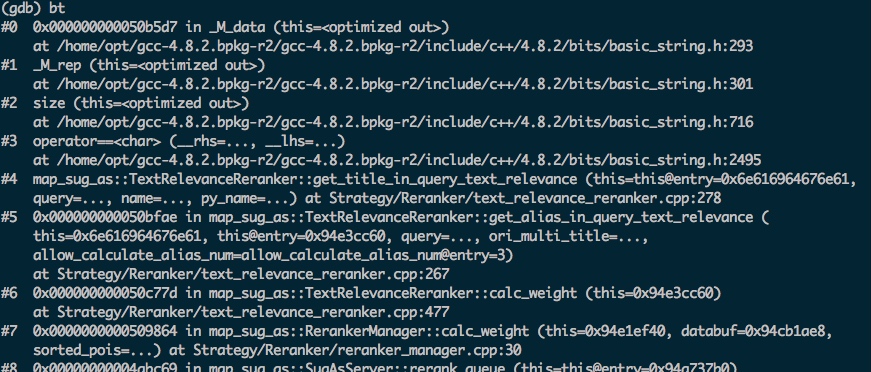 (gdb) bt
#0  0x000000000050b5d7 in _M_data (this=<optimized out>)
    at /home/opt/gcc-4.8.2.bpkg-r2/gcc-4.8.2.bpkg-r2/include/c++/4.8.2/bits/basic_string.h:293
#1  _M_rep (this=<optimized out>)
    at /home/opt/gcc-4.8.2.bpkg-r2/gcc-4.8.2.bpkg-r2/include/c++/4.8.2/bits/basic_string.h:301
#2  size (this=<optimized out>)
    at /home/opt/gcc-4.8.2.bpkg-r2/gcc-4.8.2.bpkg-r2/include/c++/4.8.2/bits/basic_string.h:716
#3  operator==<char> (__rhs=..., __lhs=...)
    at /home/opt/gcc-4.8.2.bpkg-r2/gcc-4.8.2.bpkg-r2/include/c++/4.8.2/bits/basic_string.h:2495
#4  map_sug_as::TextRelevanceReranker::get_title_in_query_text_relevance (this=this@entry=0x6e616964676e61,
    query=..., name=..., py_name=...) at Strategy/Reranker/text_relevance_reranker.cpp:278
#5  0x000000000050bfae in map_sug_as::TextRelevanceReranker::get_alias_in_query_text_relevance (
    this=0x6e616964676e61, this@entry=0x94e3cc60, query=..., ori_multi_title=...,
    allow_calculate_alias_num=allow_calculate_alias_num@entry=3)
    at Strategy/Reranker/text_relevance_reranker.cpp:267
#6  0x000000000050c77d in map_sug_as::TextRelevanceReranker::calc_weight (this=0x94e3cc60)
    at Strategy/Reranker/text_relevance_reranker.cpp:477
#7  0x0000000000509864 in map_sug_as::RerankerManager::calc_weight (this=0x94e1ef40, databuf=0x94cb1ae8,
    sorted_pois=...) at Strategy/Reranker/reranker_manager.cpp:30
#8  0x00000000004abc69 in map_sug_as::SugAsServer::rerank_queue (this=this@entry=0x94a737b0)